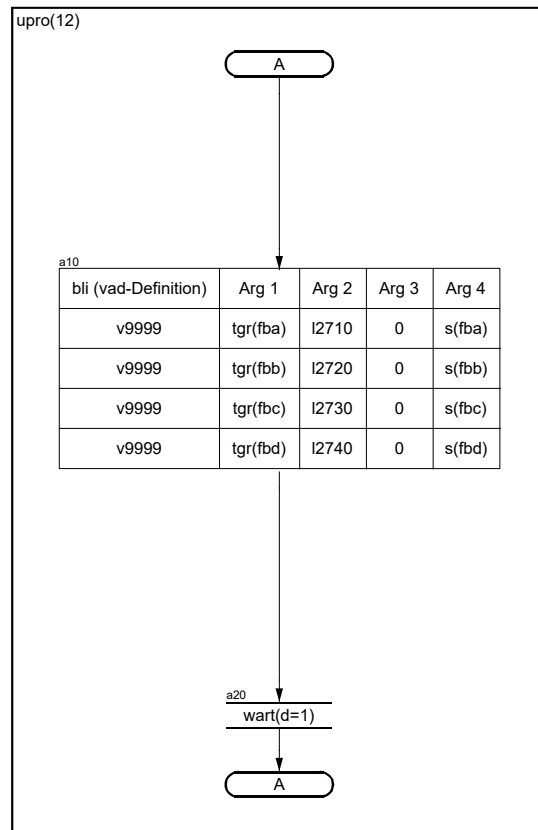 upro(12)
A
a10
bli (vad-Definition) Arg 1 Arg 2 Arg 3 Arg 4
v9999 tgr(fba) l2710 0 s(fba)
v9999 tgr(fbb) l2720 0 s(fbb)
v9999 tgr(fbc) l2730 0 s(fbc)
v9999 tgr(fbd) l2740 0 s(fbd)
a20
wart(d=1)
A